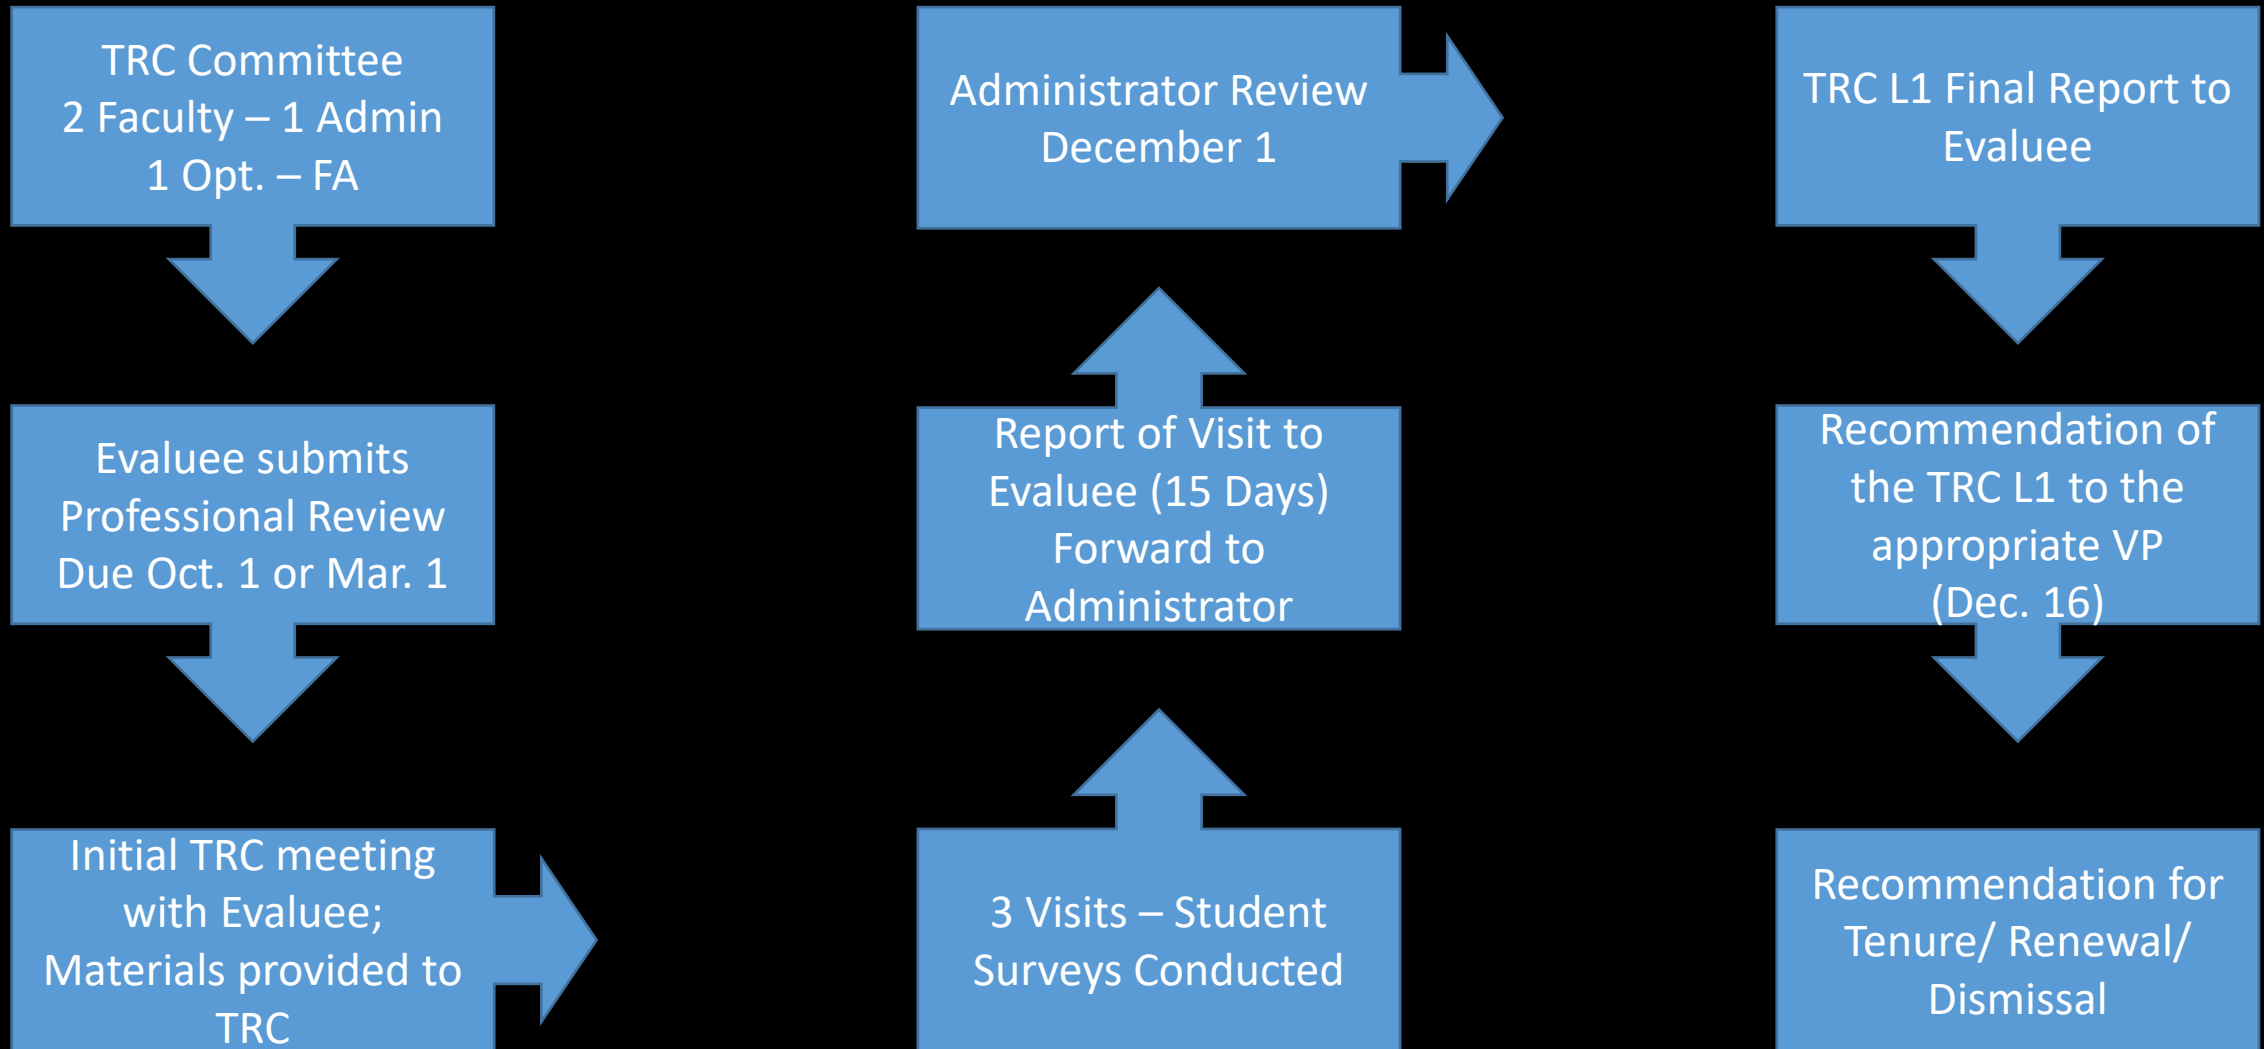 TRC Committee
2 Faculty – 1 Admin
1 Opt. – FA
Evaluee submits
Professional Review
Due Oct. 1 or Mar. 1
Initial TRC meeting
with Evaluee;
Materials provided to
TRC
3 Visits – Student
Surveys Conducted
Report of Visit to
Evaluee (15 Days)
Forward to
Administrator
Administrator Review
December 1
TRC L1 Final Report to
Evaluee
Recommendation of
the TRC L1 to the
appropriate VP
(Dec. 16)
Recommendation for
Tenure/ Renewal/
Dismissal